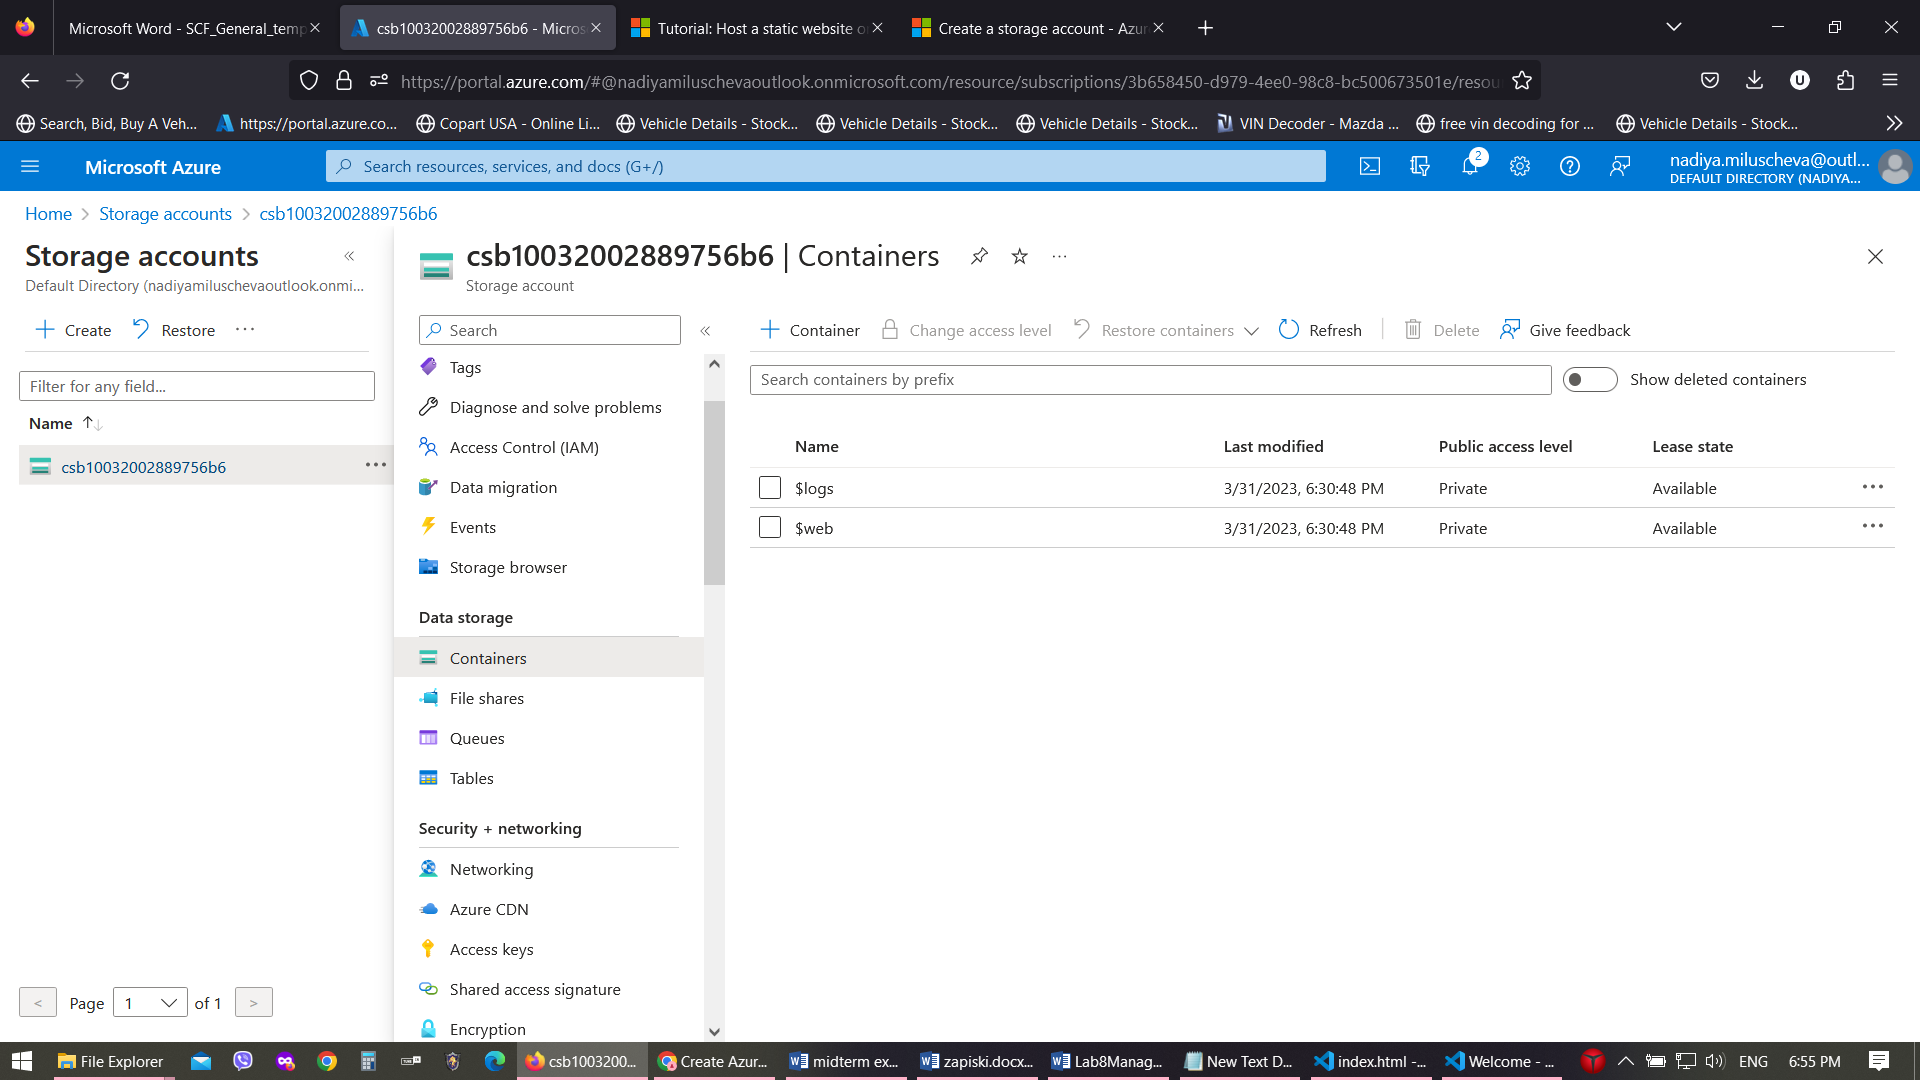 Microsoft Word - SCF_General_temp
csb10032002889756b6 - Micros
Tutorial: Host a static website o
Create a storage account - Azur
https://portal.azure.com/#@nadiyamiluschevaoutlook.onmicrosoft.com/resource/subscriptions/3b658450-d979-4ee0-98c8-bc500673501e/resou
Search, Bid, Buy A Veh...
https://portal.azure.co...
Copart USA - Online Li...
Vehicle Details - Stock...
Vehicle Details - Stock...
Vehicle Details - Stock...
VIN Decoder - Mazda ...
free vin decoding for ...
Vehicle Details - Stock...
Microsoft Azure
Search resources, services, and docs (G+/)
2
nadiya.miluscheva@outl...
DEFAULT DIRECTORY (NADIYA...
Home > Storage accounts > csb10032002889756b6
Storage accounts
Default Directory (nadiyamiluschevaoutlook.onmi...
Create
Restore
Filter for any field...
Name
csb10032002889756b6
Page 1 of 1
csb10032002889756b6 | Containers
Storage account
Search
Tags
Diagnose and solve problems
Access Control (IAM)
Data migration
Events
Storage browser
Data storage
Containers
File shares
Queues
Tables
Security + networking
Networking
Azure CDN
Access keys
Shared access signature
Encryption
Container
Change access level
Restore containers
Refresh
Delete
Give feedback
Search containers by prefix
Show deleted containers
Name Last modified Public access level Lease state
$logs 3/31/2023, 6:30:48 PM Private Available
$web 3/31/2023, 6:30:48 PM Private Available
File Explorer
csb1003200...
Create Azur...
midterm ex...
zapiski.docx...
Lab8Manag...
New Text D...
index.html -...
Welcome - ...
ENG
6:55 PM